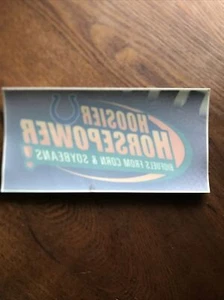 HOOSIER
HORSEPOWER
BIOFUELS FROM CORN & SOYBEANS